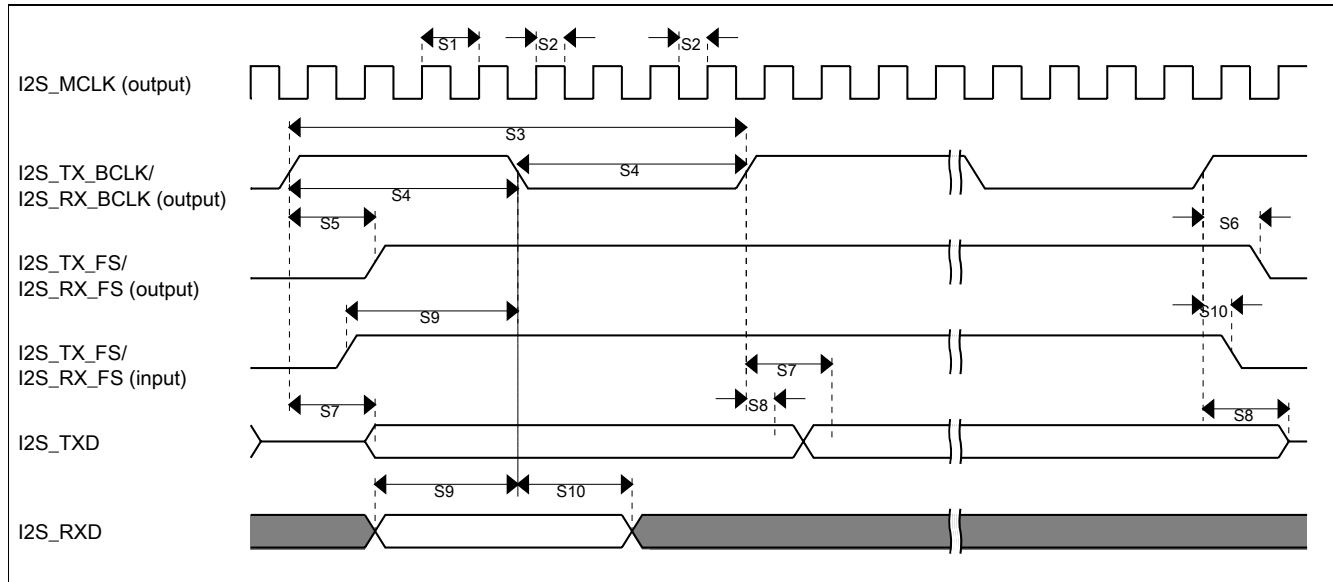 S1
S2
S2
I2S_MCLK (output)
S3
I2S_TX_BCLK/
I2S_RX_BCLK (output)
S4
S4
S5
S6
I2S_TX_FS/
I2S_RX_FS (output)
S9
S10
I2S_TX_FS/
I2S_RX_FS (input)
S7
S7
S8
S8
I2S_TXD
S9
S10
I2S_RXD